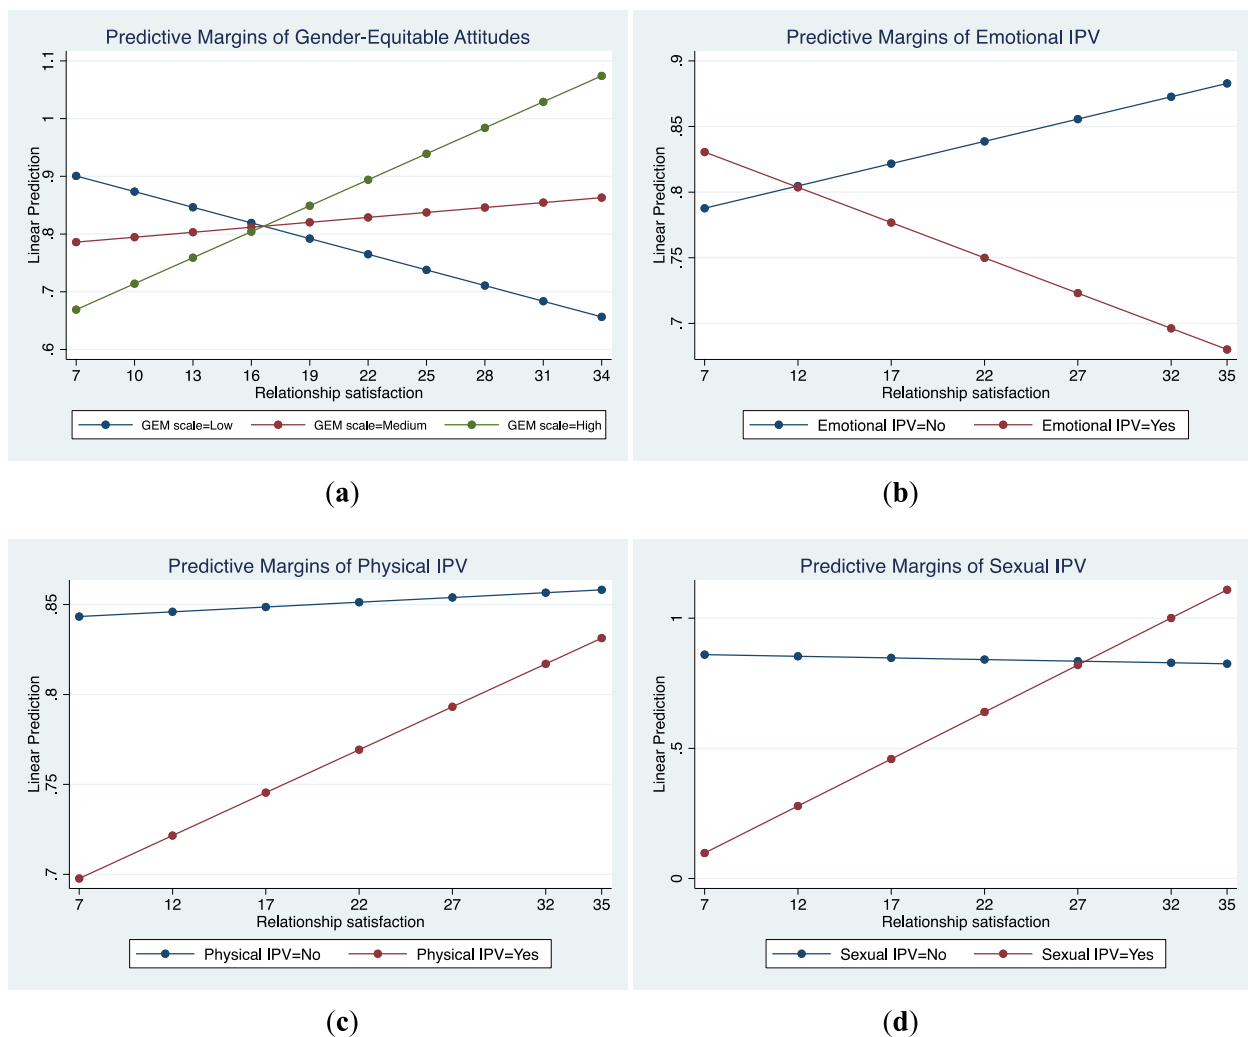 Predictive Margins of Gender-Equitable Attitudes
Linear Prediction
1.1
1
.9
.8
.7
.6
7 10 13 16 19 22 25 28 31 34
Relationship satisfaction
GEM scale=Low GEM scale=Medium GEM scale=High
(a)
Predictive Margins of Emotional IPV
Linear Prediction
.9
.85
.8
.75
.7
7 12 17 22 27 32 35
Relationship satisfaction
Emotional IPV=No Emotional IPV=Yes
(b)
Predictive Margins of Physical IPV
Linear Prediction
.85
.8
.75
.7
7 12 17 22 27 32 35
Relationship satisfaction
Physical IPV=No Physical IPV=Yes
(c)
Predictive Margins of Sexual IPV
Linear Prediction
1
.5
0
7 12 17 22 27 32 35
Relationship satisfaction
Sexual IPV=No Sexual IPV=Yes
(d)